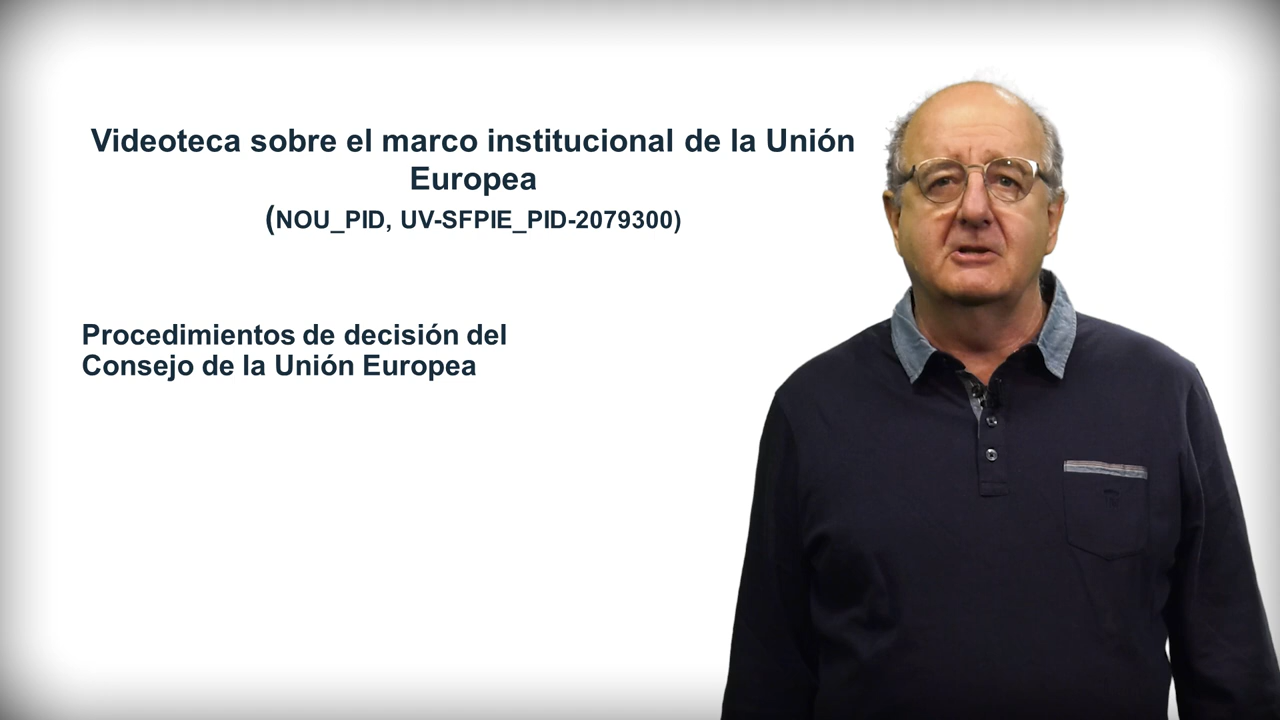 Videoteca sobre el marco institucional de la Unión
Europea
(NOU_PID, UV-SFPIE_PID-2079300)
Procedimientos de decisión del
Consejo de la Unión Europea